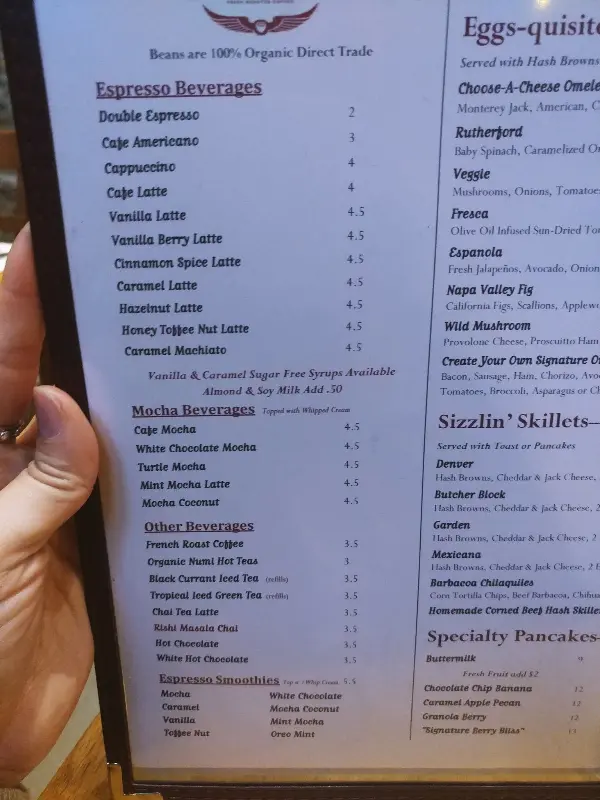 Beans are 100% Organic Direct Trade
Espresso Beverages
Double Espresso 2
Cafe Americano 3
Cappuccino 4
Cafe Latte 4
Vanilla Latte 4.5
Vanilla Berry Latte 4.5
Cinnamon Spice Latte 4.5
Caramel Latte 4.5
Hazelnut Latte 4.5
Honey Toffee Nut Latte 4.5
Caramel Machiato 4.5
Vanilla & Caramel Sugar Free Syrups Available
Almond & Soy Milk Add .50
Mocha Beverages Topped with Whipped Cream
Cafe Mocha 4.5
White Chocolate Mocha 4.5
Turtle Mocha 4.5
Mint Mocha Latte 4.5
Mocha Coconut 4.5
Other Beverages
French Roast Coffee 3.5
Organic Numi Hot Teas 3
Black Currant Iced Tea (refills) 3.5
Tropical Iced Green Tea (refills) 3.5
Chai Tea Latte 3.5
Rishi Masala Chai 3.5
Hot Chocolate 3.5
White Hot Chocolate 3.5
Espresso Smoothies Whip Cream 5.5
Mocha White Chocolate
Caramel Mocha Coconut
Vanilla Mint Mocha
Toffee Nut Oreo Mint
Eggs-quisite
Served with Hash Browns
Choose-A-Cheese
Monterey Jack, American,
Rutherford
Baby Spinach, Caramelized
Veggie
Mushrooms, Onions, Tomatoes
Fresca
Olive Oil Infused Sun-Dried
Espanola
Fresh Jalapeños, Avocado, Onion
Napa Valley Fig
California Figs, Scallions,
Wild Mushroom
Provolone Cheese, Proscuitto Ham
Create Your Own Signature
Bacon, Sausage, Ham, Chorizo,
Tomatoes, Broccoli, Asparagus or
Sizzlin' Skillets
Served with Toast or Pancakes
Denver
Hash Browns, Cheddar & Jack Cheese,
Butcher Block
Hash Browns, Cheddar & Jack Cheese, 2
Garden
Hash Browns, Cheddar & Jack Cheese, 2
Mexicana
Hash Browns, Cheddar & Jack Cheese, 2
Barbacoa Chilaquiles
Corn Tortilla Chips, Beef Barbacoa,
Homemade Corned Beef Hash
Specialty Pancakes
Buttermilk 9
Fresh Fruit add $2
Chocolate Chip Banana 12
Caramel Apple Pecan 12
Granola Berry 12
"Signature Berry Bliss"